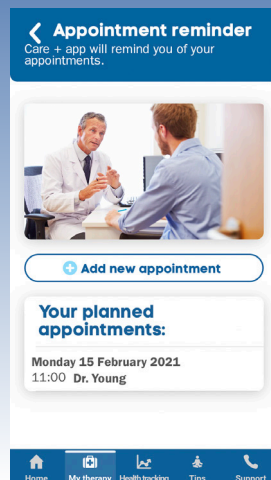 Appointment reminder
Care + app will remind you of your
appointments.
Add new appointment
Your planned
appointments:
Monday 15 February 2021
11:00 Dr. Young
Home My therapy Health tracking Tips Support